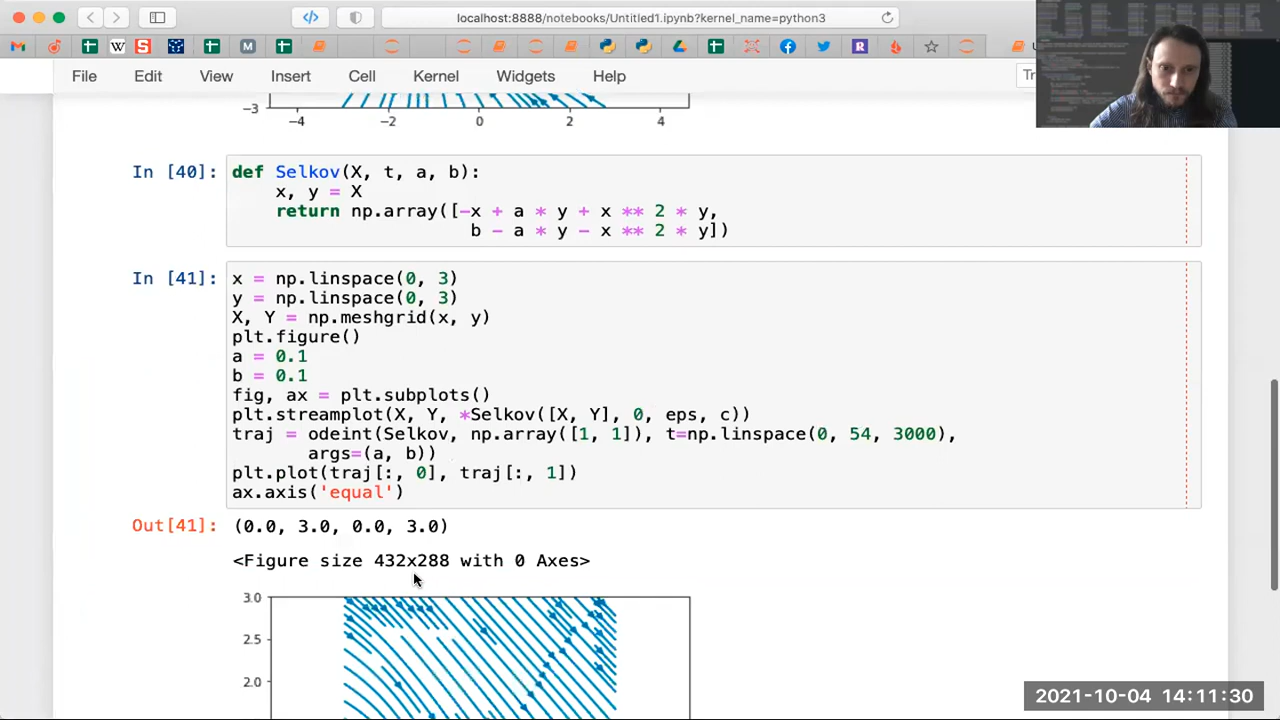 localhost:8888/notebooks/Untitled1.ipynb?kernel_name=python3
File Edit View Insert Cell Kernel Widgets Help
−3
−4 −2 0 2 4
In [40]: def Selkov(X, t, a, b):
x, y = X
return np.array([-x + a * y + x ** 2 * y,
b - a * y - x ** 2 * y])
In [41]: x = np.linspace(0, 3)
y = np.linspace(0, 3)
X, Y = np.meshgrid(x, y)
plt.figure()
a = 0.1
b = 0.1
fig, ax = plt.subplots()
plt.streamplot(X, Y, *Selkov([X, Y], 0, eps, c))
traj = odeint(Selkov, np.array([1, 1]), t=np.linspace(0, 54, 3000),
args=(a, b))
plt.plot(traj[:, 0], traj[:, 1])
ax.axis('equal')
Out[41]: (0.0, 3.0, 0.0, 3.0)
<Figure size 432x288 with 0 Axes>
3.0
2.5
2.0
2021-10-04 14:11:30